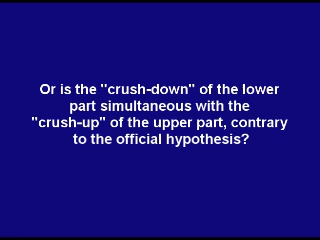 Or is the "crush-down" of the lower
part simultaneous with the
"crush-up" of the upper part, contrary
to the official hypothesis?